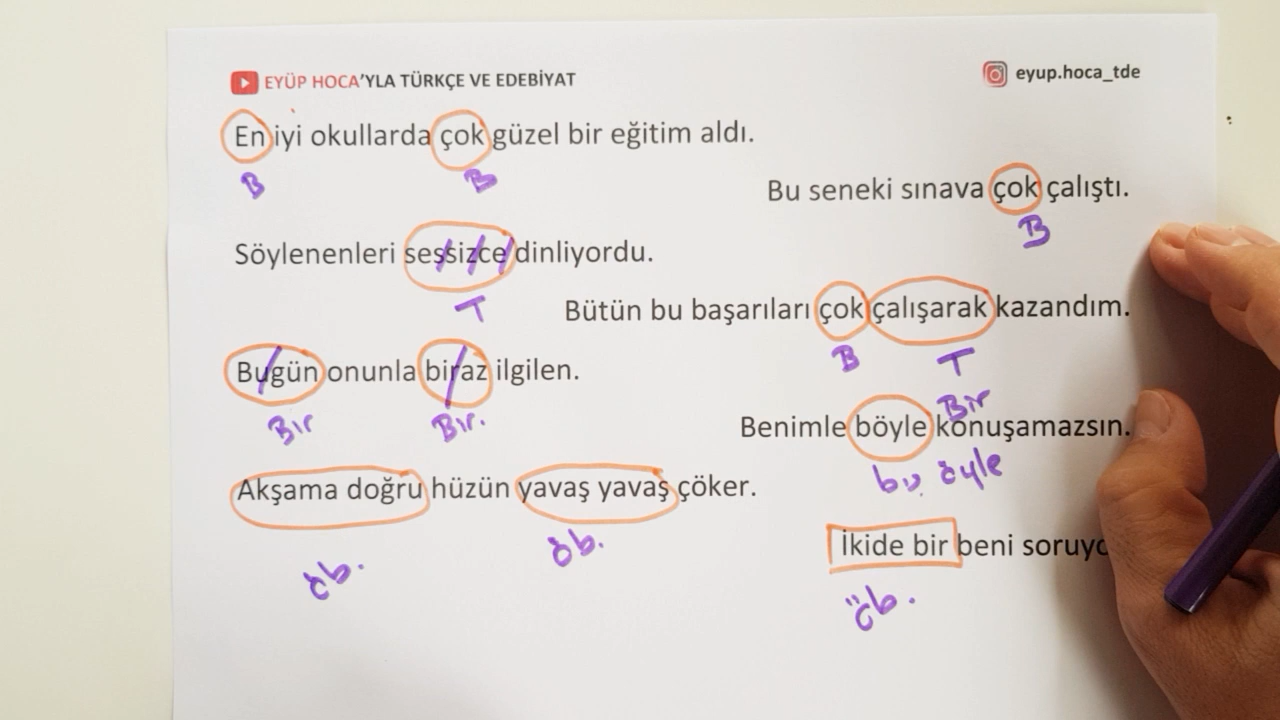 EYÜP HOCA'YLA TÜRKÇE VE EDEBİYAT
eyup.hoca_tde
En iyi okullarda çok güzel bir eğitim aldı.
B B
Bu seneki sınava çok çalıştı.
B
Söylenenleri sessizce dinliyordu.
T
Bütün bu başarıları çok çalışarak kazandım.
B T
Bugün onunla biraz ilgilen.
Bir Bir.
Bir
Benimle böyle konuşamazsın.
bu öyle
Akşama doğru hüzün yavaş yavaş çöker.
öb. öb.
İkide bir beni
öb.